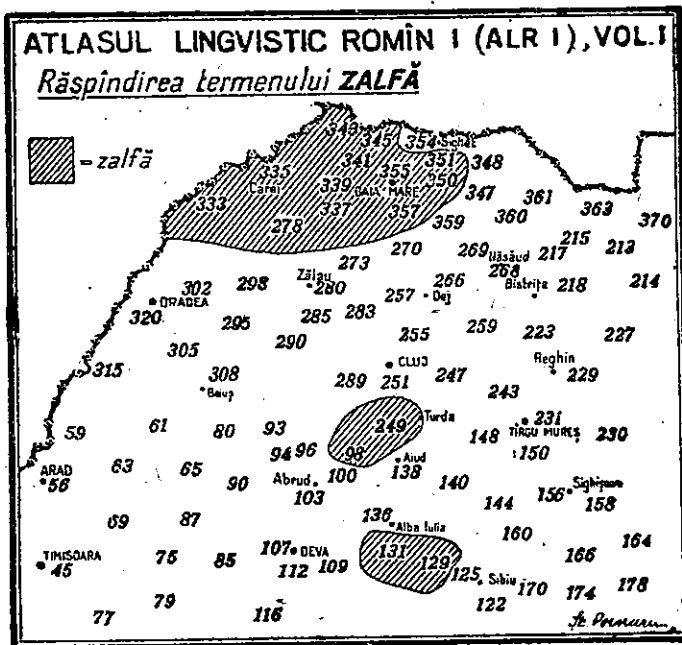 ATLASUL LINGVISTIC ROMÎN I (ALR I), VOL.I
Răspîndirea termenului ZALFĂ
= zalfă
349 345 354 Sighet
335 341 355 351 348
Carei 339 BAIA-MARE 350 347 361 363
333 337 357 359 360 370
278 270 269 Năsăud 217 215 213
273 268
302 298 Zălau 280 257 Dej 266 Bistrița 218 214
320 ORADEA
295 285 283 259 223 227
305 290 255
315 CLUJ Reghin
308 289 251 247 243 229
Beiuș
59 61 80 93 249 Turda 231
94 96 98 148 TÎRGU MUREȘ 230
ARAD 63 65 100 Aiud 150
56 90 Abrud 138 140 156 Sighișoara
103 144 158
69 87 136 Alba Iulia 160 164
TIMIȘOARA 75 85 107 DEVA 131 129 166
45 112 109 125 Sibiu 170 174 178
77 79 116 122